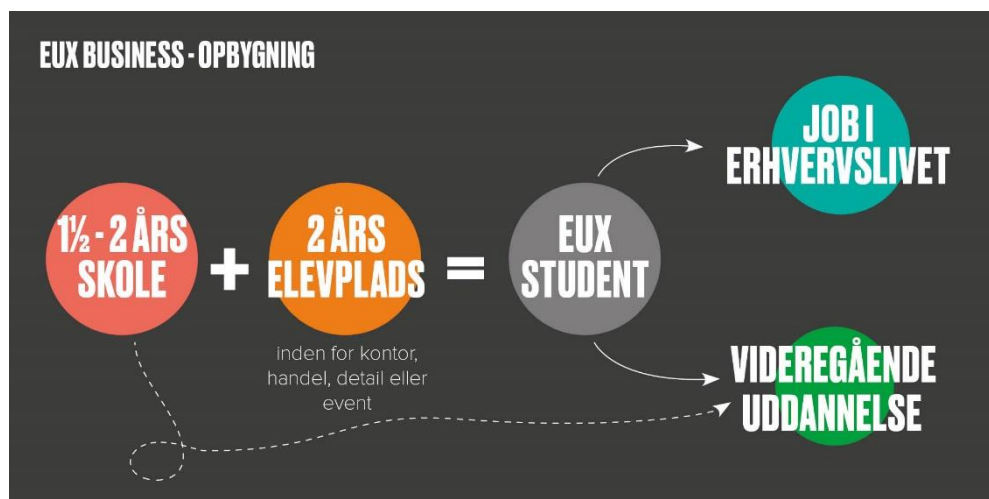 EUX BUSINESS - OPBYGNING
1½ - 2 ÅRS
SKOLE
+
2 ÅRS
ELEVPLADS
inden for kontor,
handel, detail eller
event
=
EUX
STUDENT
JOB I
ERHVERVSLIVET
VIDEREGÅENDE
UDDANNELSE